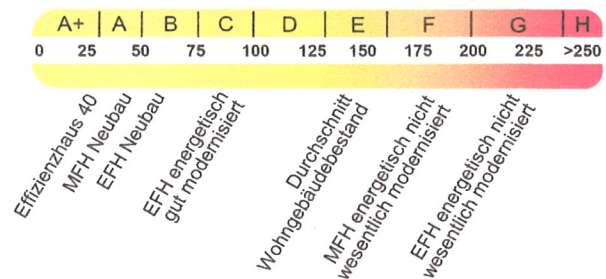 A+ A B C D E F G H
0 25 50 75 100 125 150 175 200 225 >250
Effizienzhaus 40
MFH Neubau
EFH Neubau
EFH energetisch
gut modernisiert
Durchschnitt
Wohngebäudebestand
MFH energetisch nicht
wesentlich modernisiert
EFH energetisch nicht
wesentlich modernisiert